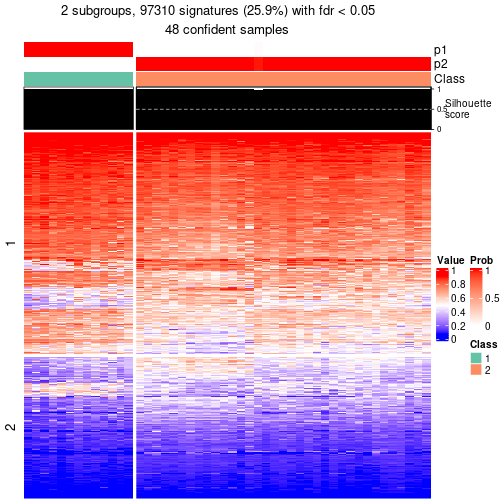 2 subgroups, 97310 signatures (25.9%) with fdr < 0.05
48 confident samples
p1
p2
Class
1
0.5
0
Silhouette
score
1
2
Value
1
0.8
0.6
0.4
0.2
0
Prob
1
0.5
0
Class
1
2